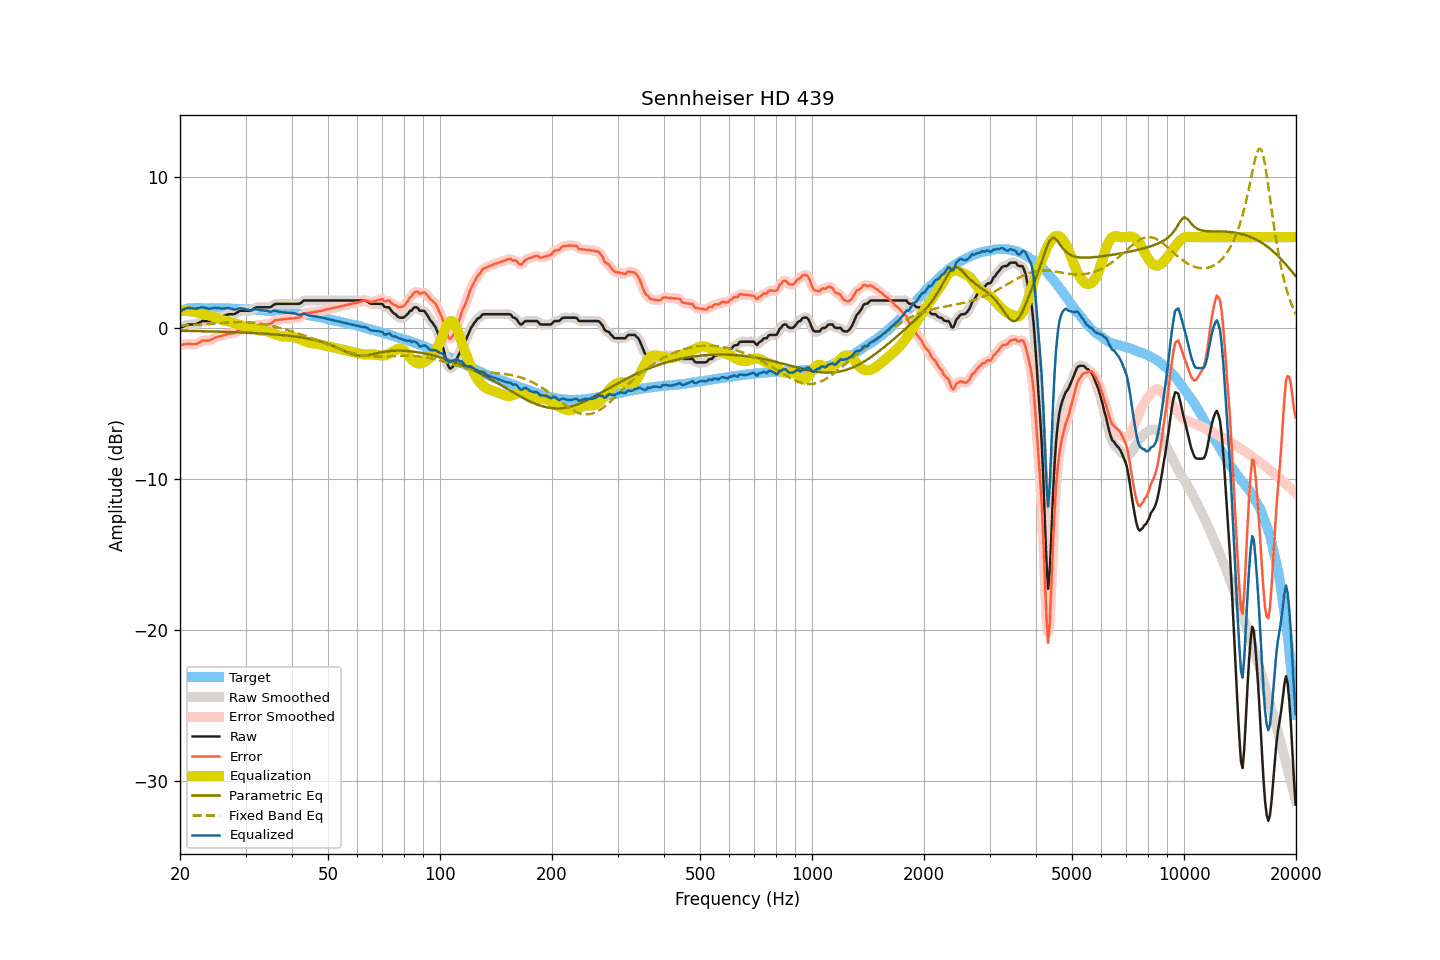 Sennheiser HD 439
10
0
−10
−20
−30
Amplitude (dBr)
Target
Raw Smoothed
Error Smoothed
Raw
Error
Equalization
Parametric Eq
Fixed Band Eq
Equalized
20 50 100 200 500 1000 2000 5000 10000 20000
Frequency (Hz)